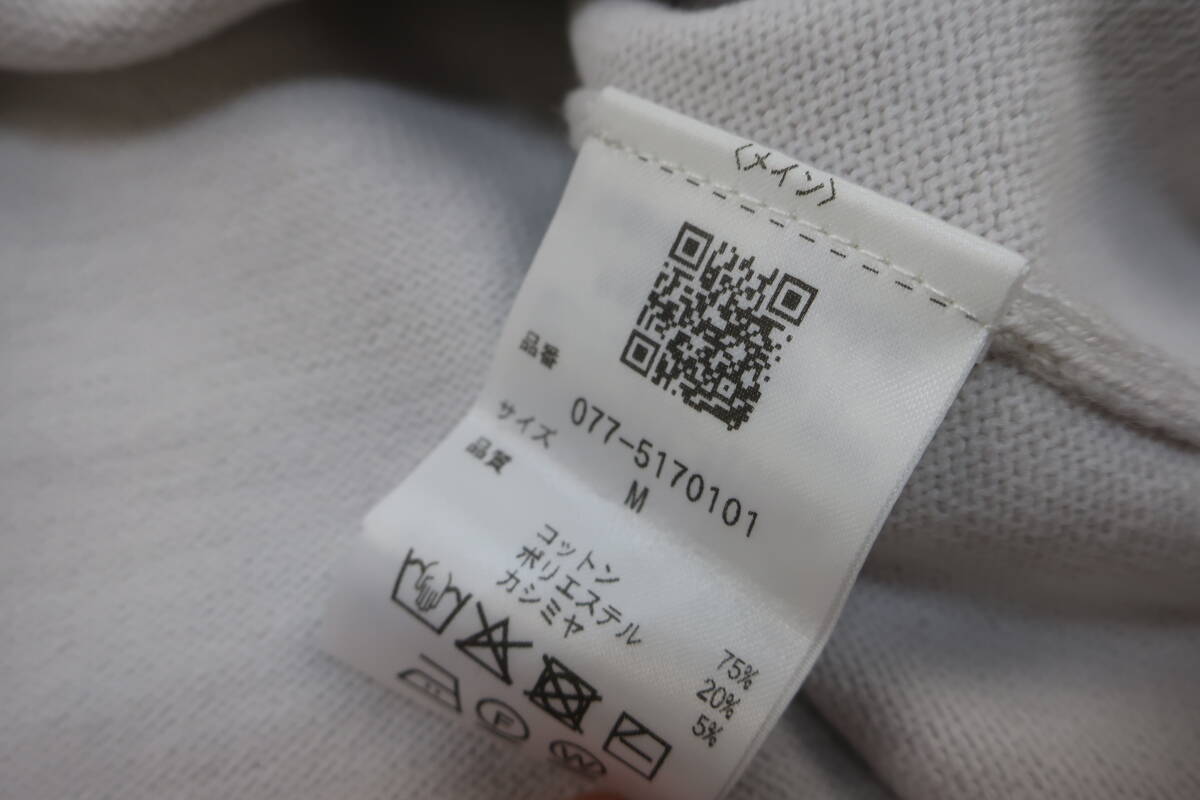 〈メイン〉
品番 077-5170101
サイズ M
品質
コットン 75%
ポリエステル 20%
カシミヤ 5%
F
W